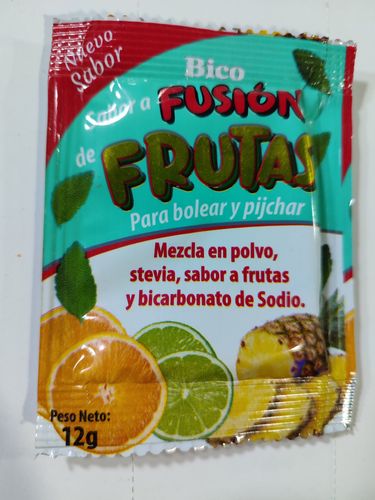 Nuevo
Sabor
Bico
Sabor a FUSIÓN
de FRUTAS
Para bolear y pijchar
Mezcla en polvo,
stevia, sabor a frutas
y bicarbonato de Sodio.
Peso Neto:
12g